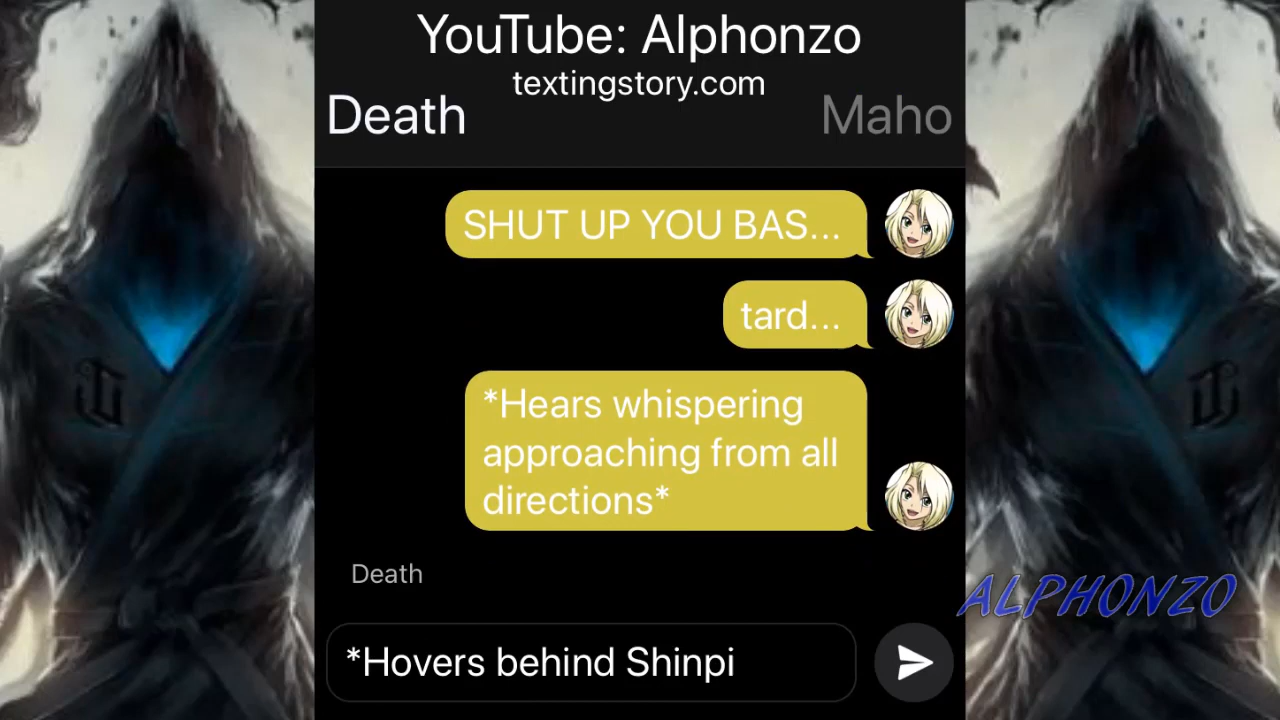 YouTube: Alphonzo
textingstory.com
Death Maho
SHUT UP YOU BAS...
tard...
*Hears whispering
approaching from all
directions*
Death
ALPHONZO
*Hovers behind Shinpi